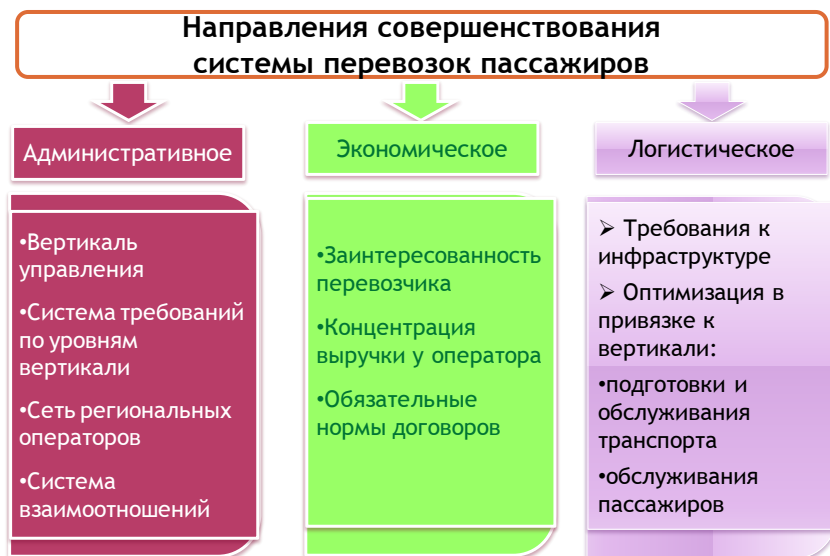 Направления совершенствования
системы перевозок пассажиров
Административное
•Вертикаль
управления
•Система требований
по уровням
вертикали
•Сеть региональных
операторов
•Система
взаимоотношений
Экономическое
•Заинтересованность
перевозчика
•Концентрация
выручки у оператора
•Обязательные
нормы договоров
Логистическое
➢ Требования к
инфраструктуре
➢ Оптимизация в
привязке к
вертикали:
•подготовки и
обслуживания
транспорта
•обслуживания
пассажиров